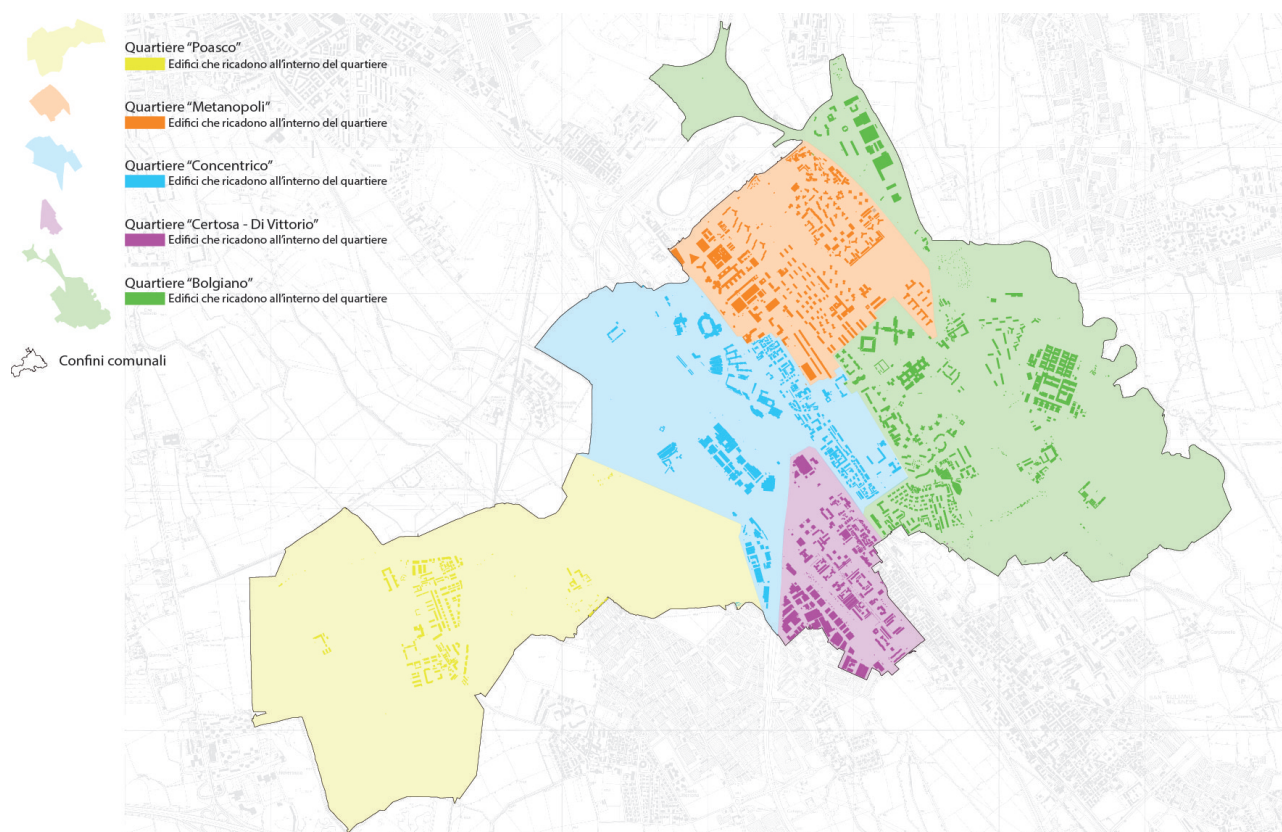 Quartiere “Poasco”
Edifici che ricadono all’interno del quartiere
Quartiere “Metanopoli”
Edifici che ricadono all’interno del quartiere
Quartiere “Concentrico”
Edifici che ricadono all’interno del quartiere
Quartiere “Certosa - Di Vittorio”
Edifici che ricadono all’interno del quartiere
Quartiere “Bolgiano”
Edifici che ricadono all’interno del quartiere
Confini comunali